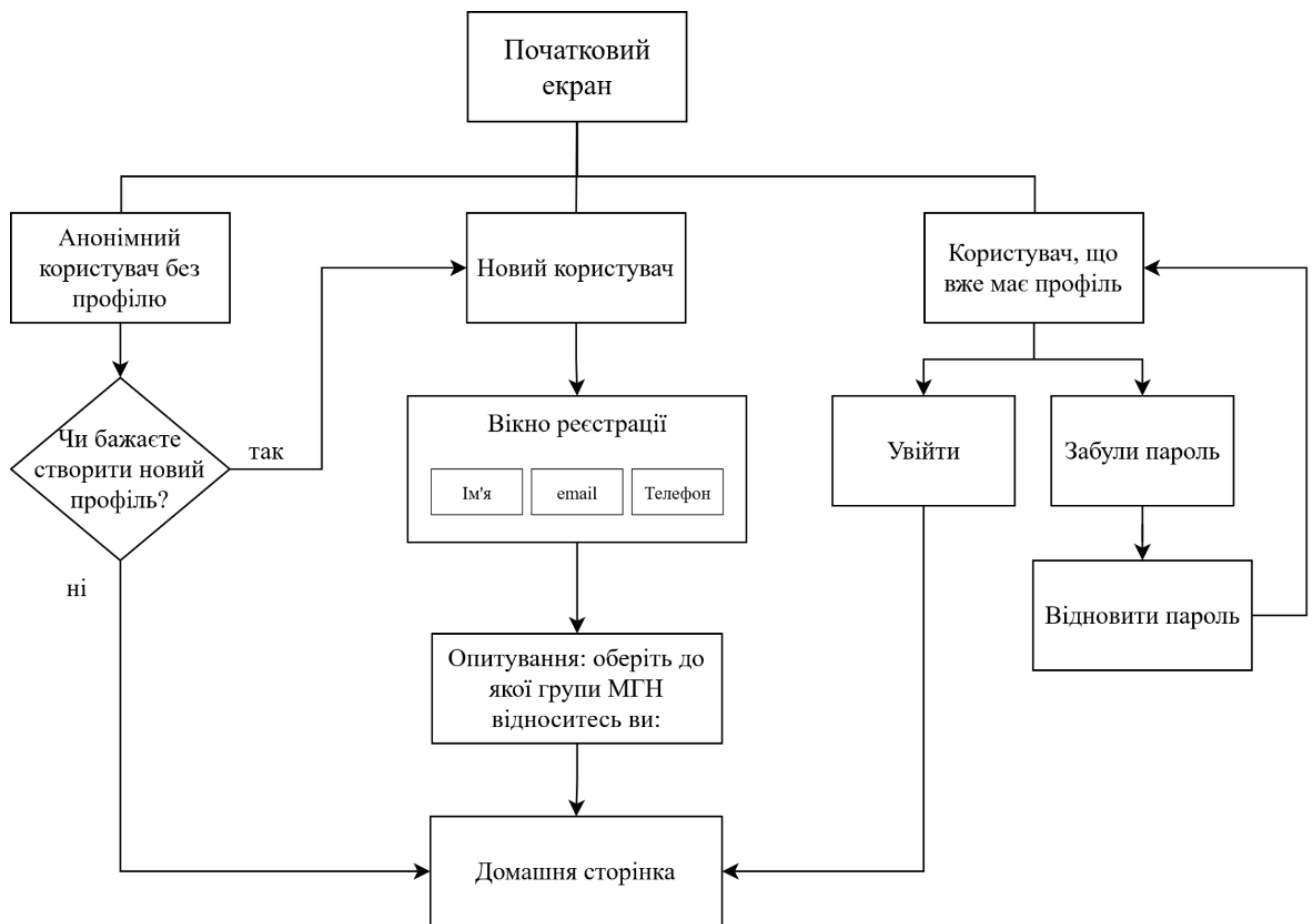 Початковий
екран
Анонімний
користувач без
профілю
Новий користувач
Користувач, що
вже має профіль
Чи бажаєте
створити новий
профіль?
так
ні
Вікно реєстрації
Ім'я
email
Телефон
Увійти
Забули пароль
Відновити пароль
Опитування: оберіть до
якої групи МГН
відноситесь ви:
Домашня сторінка